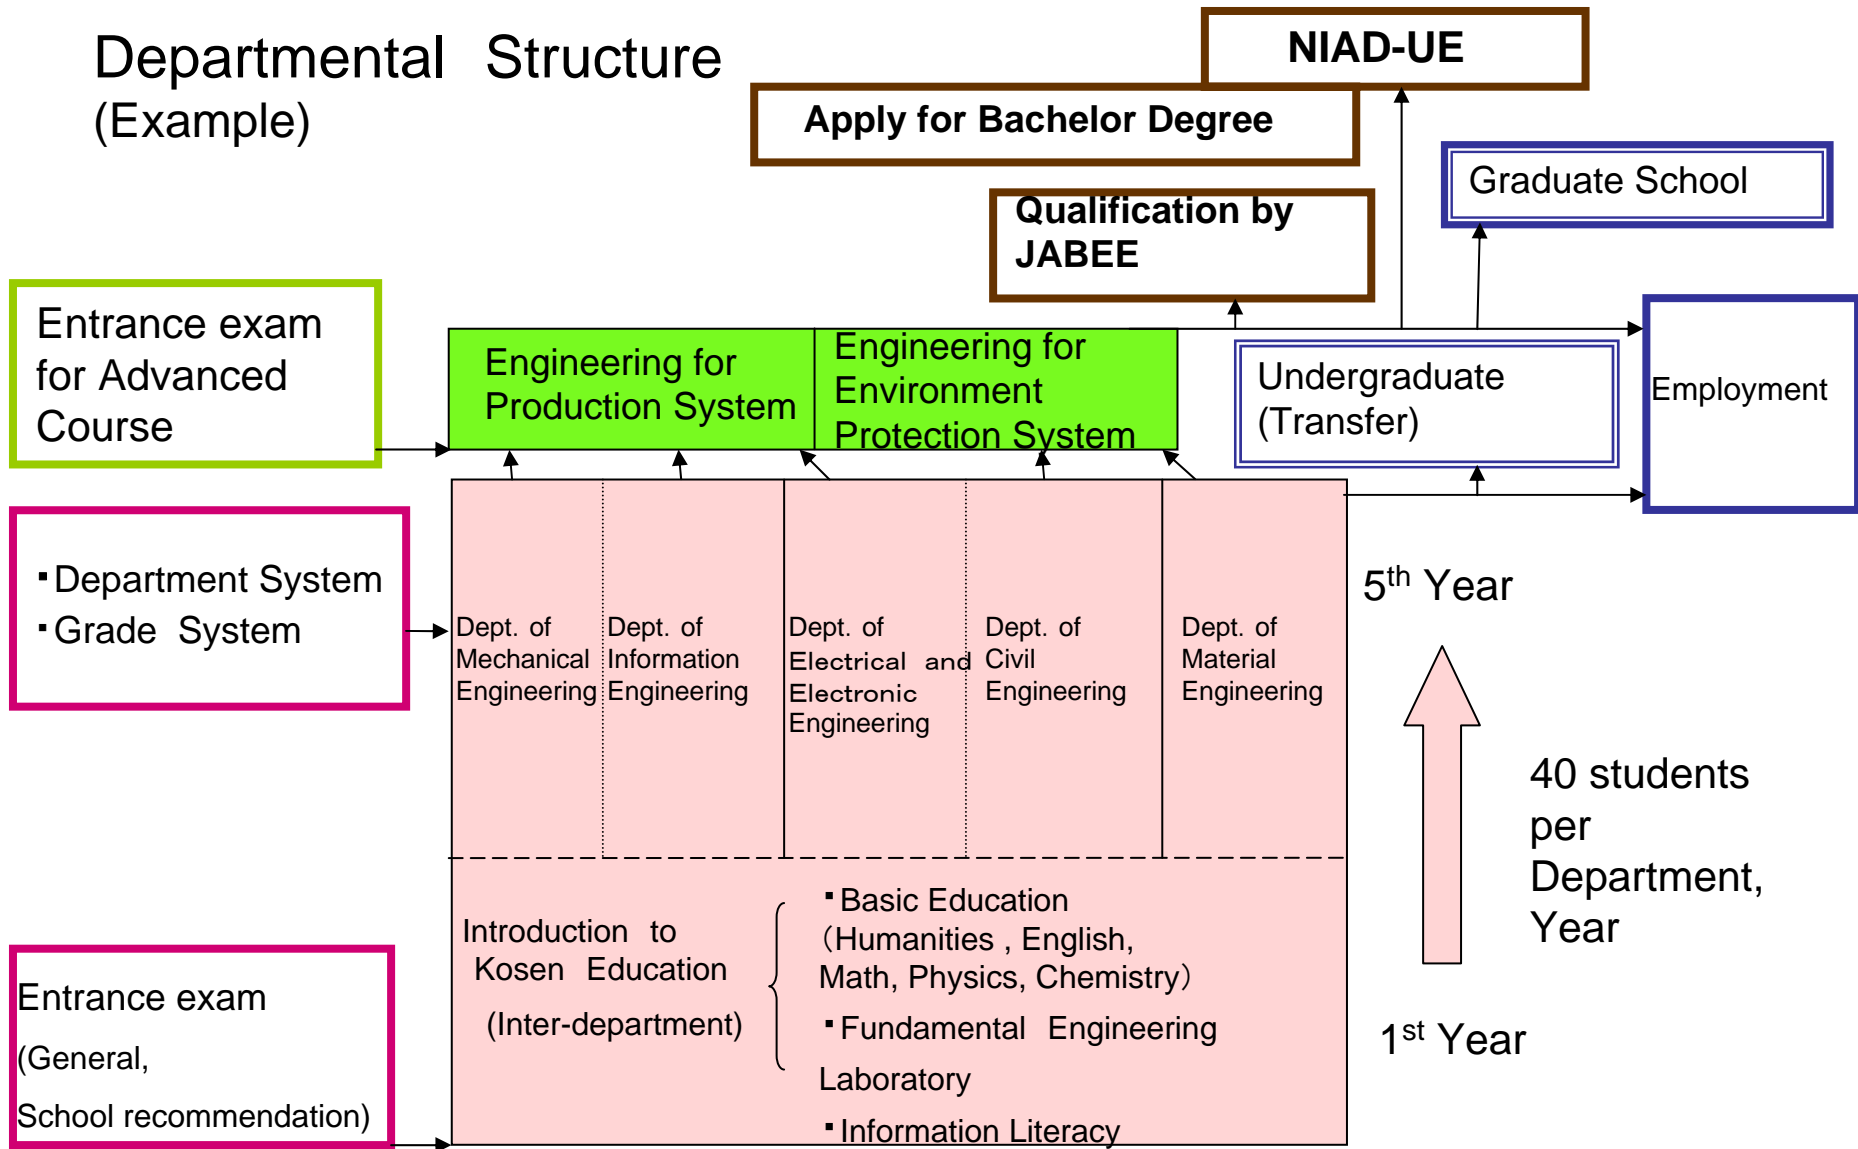 Departmental Structure
(Example)
NIAD-UE
Apply for Bachelor Degree
Graduate School
Qualification by
JABEE
Entrance exam
for Advanced
Course
Engineering for
Production System
Engineering for
Environment
Protection System
Undergraduate
(Transfer)
Employment
▪Department System
▪Grade System
Dept. of
Mechanical
Engineering
Dept. of
Information
Engineering
Dept. of
Electrical and
Electronic
Engineering
Dept. of
Civil
Engineering
Dept. of
Material
Engineering
5th Year
40 students
per
Department,
Year
1st Year
Introduction to
Kosen Education
(Inter-department)
▪Basic Education
（Humanities , English,
Math, Physics, Chemistry）
▪Fundamental Engineering
Laboratory
▪Information Literacy
Entrance exam
(General,
School recommendation)